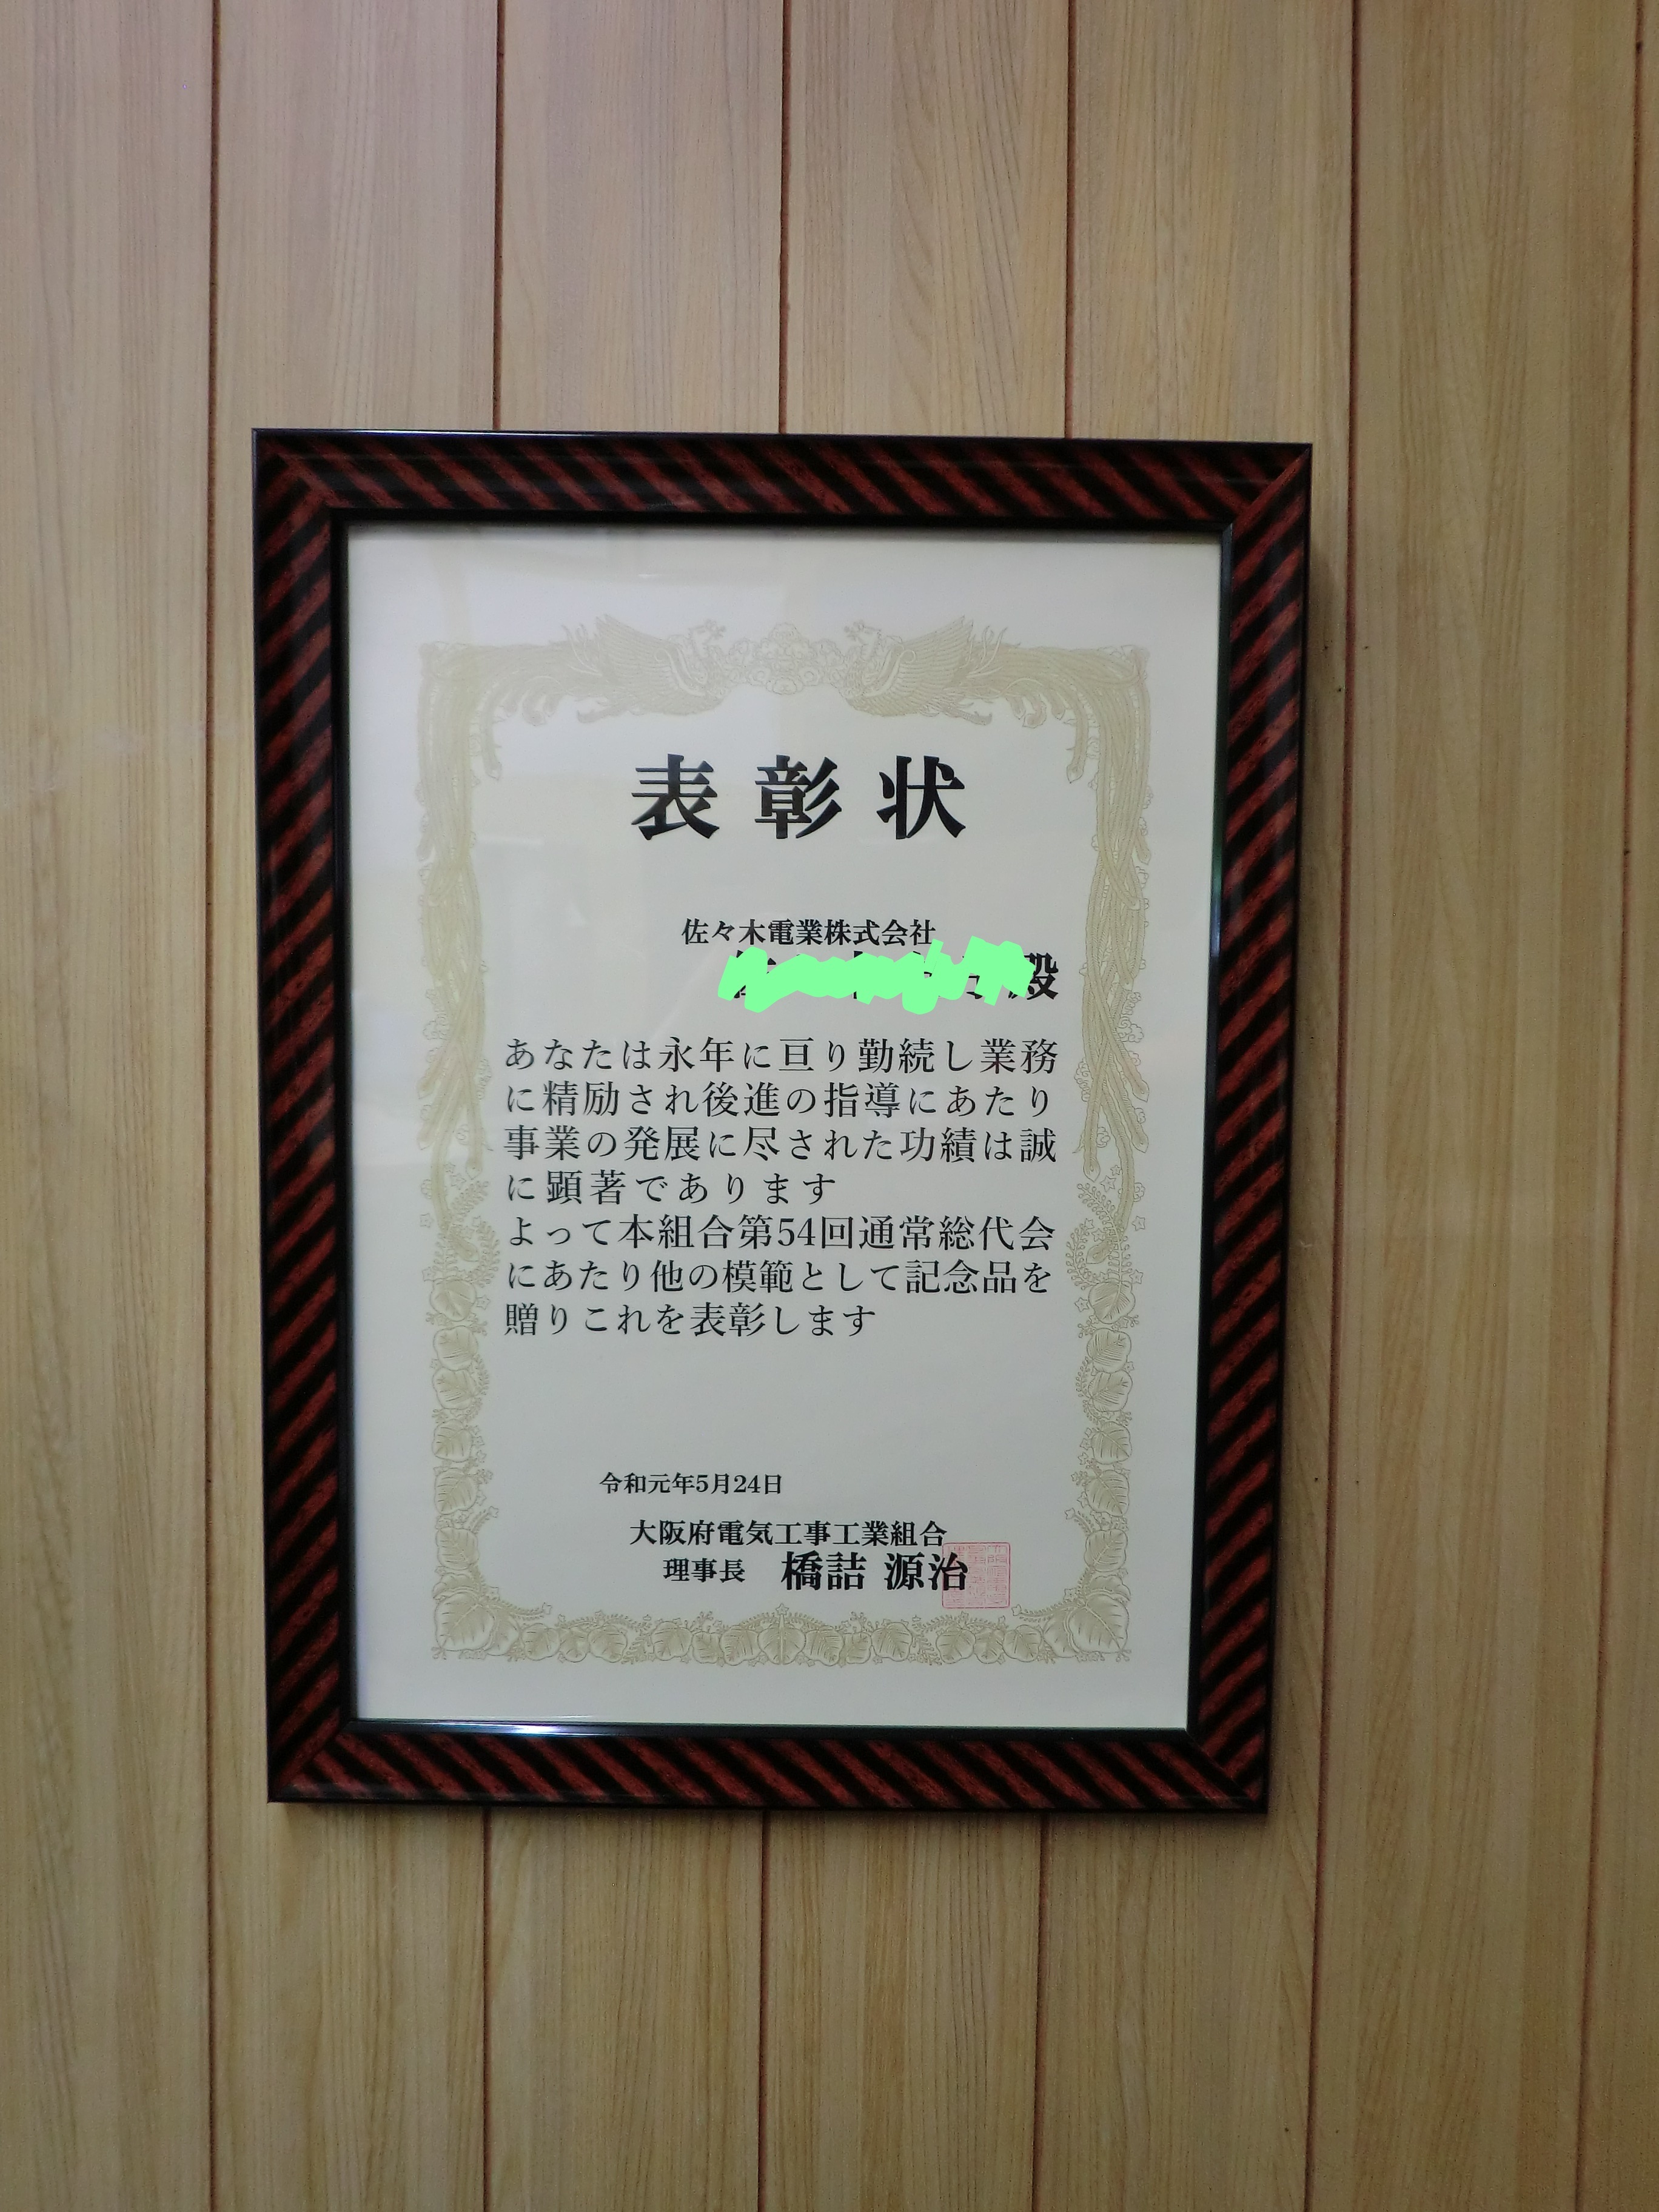 表彰状
佐々木電業株式会社
殿
あなたは永年に亘り勤続し業務
に精励され後進の指導にあたり
事業の発展に尽された功績は誠
に顕著であります
よって本組合第54回通常総代会
にあたり他の模範として記念品を
贈りこれを表彰します
令和元年5月24日
大阪府電気工事工業組合
理事長 橋詰 源治